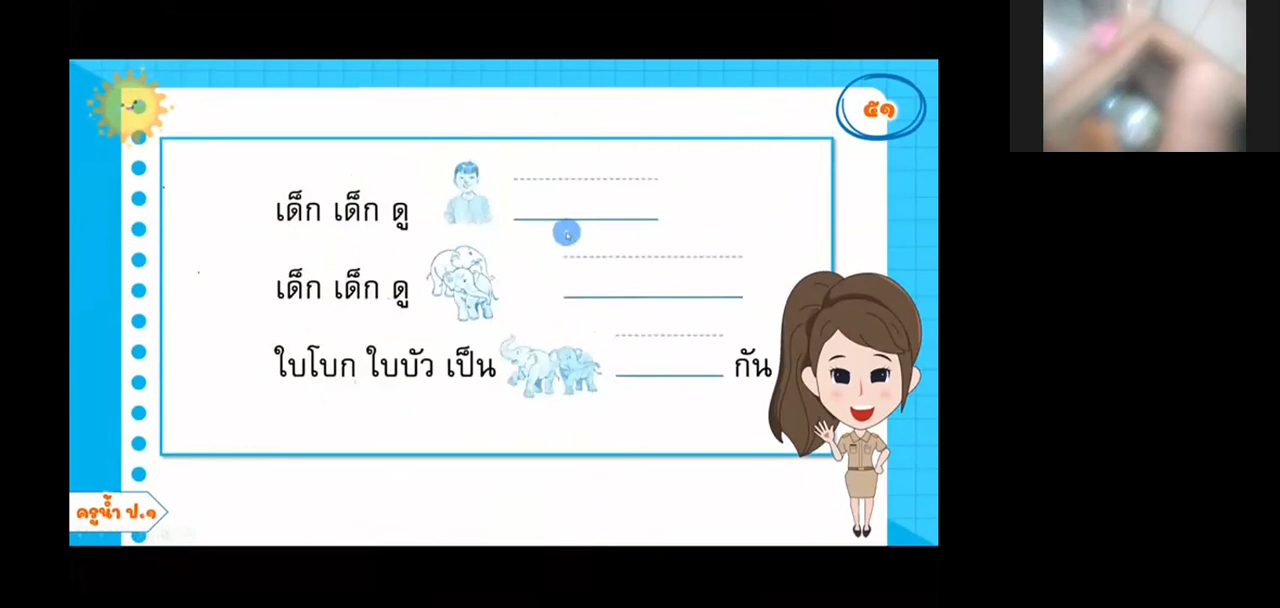 ๕๑
เด็ก เด็ก ดู
เด็ก เด็ก ดู
ใบโบก ใบบัว เป็น กัน
ครูน้ำ ป.๑